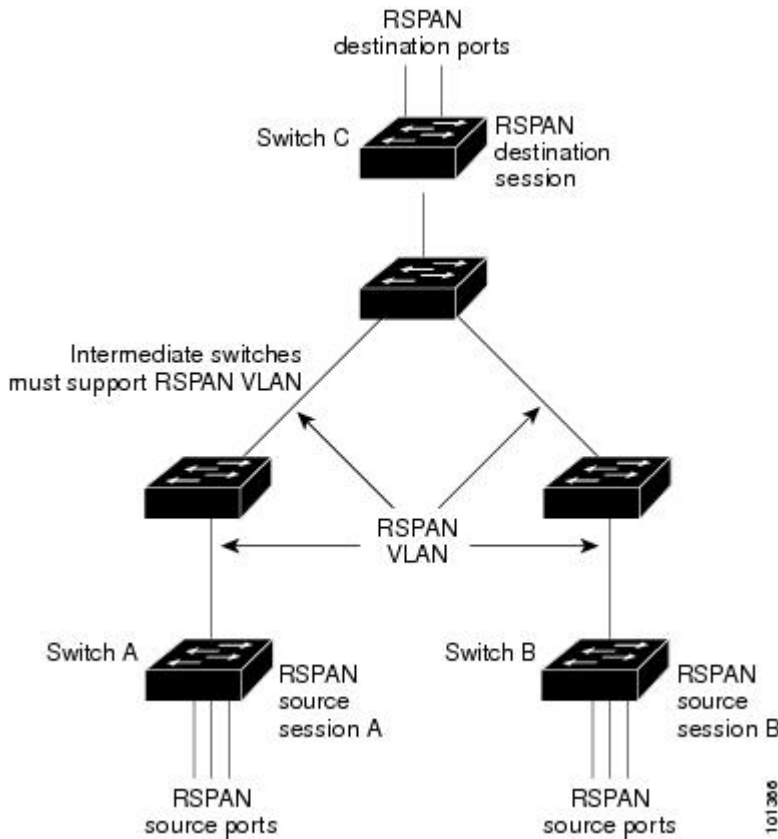 RSPAN
destination ports
Switch C
RSPAN
destination
session
Intermediate switches
must support RSPAN VLAN
RSPAN
VLAN
Switch A
RSPAN
source
session A
Switch B
RSPAN
source
session B
RSPAN
source ports
RSPAN
source ports
101366